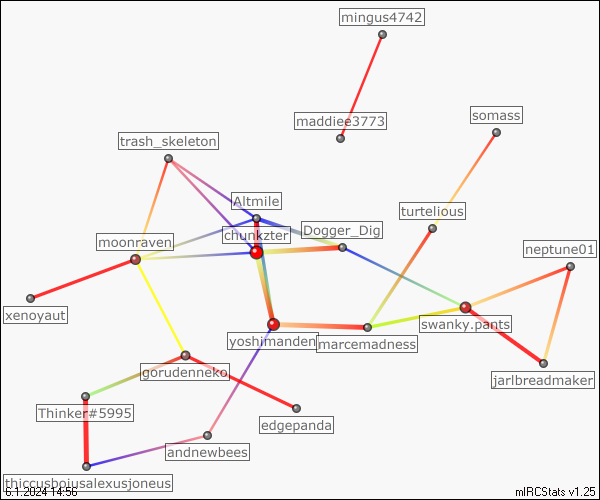 mingus4742
somass
maddiee3773
trash_skeleton
Altmile
turtelious
Dogger_Dig
chunkzter
moonraven
neptune01
xenoyaut
swanky.pants
yoshimanden
marcemadness
gorudenneko
jarlbreadmaker
Thinker#5995
edgepanda
andnewbees
thiccusboiusalexusjoneus
6.1.2024 14:56
mIRCStats v1.25